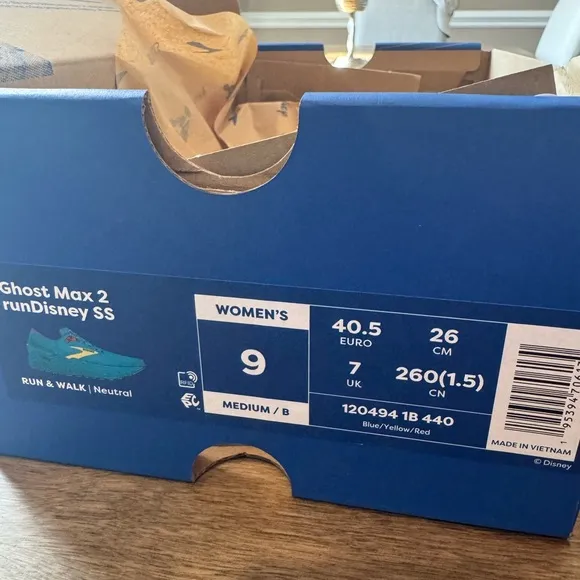 Ghost Max 2
runDisney SS
RUN & WALK | Neutral
WOMEN'S
9
MEDIUM / B
40.5
EURO
26
CM
7
UK
260(1.5)
CN
120494 1B 440
Blue/Yellow/Red
MADE IN VIETNAM
© Disney